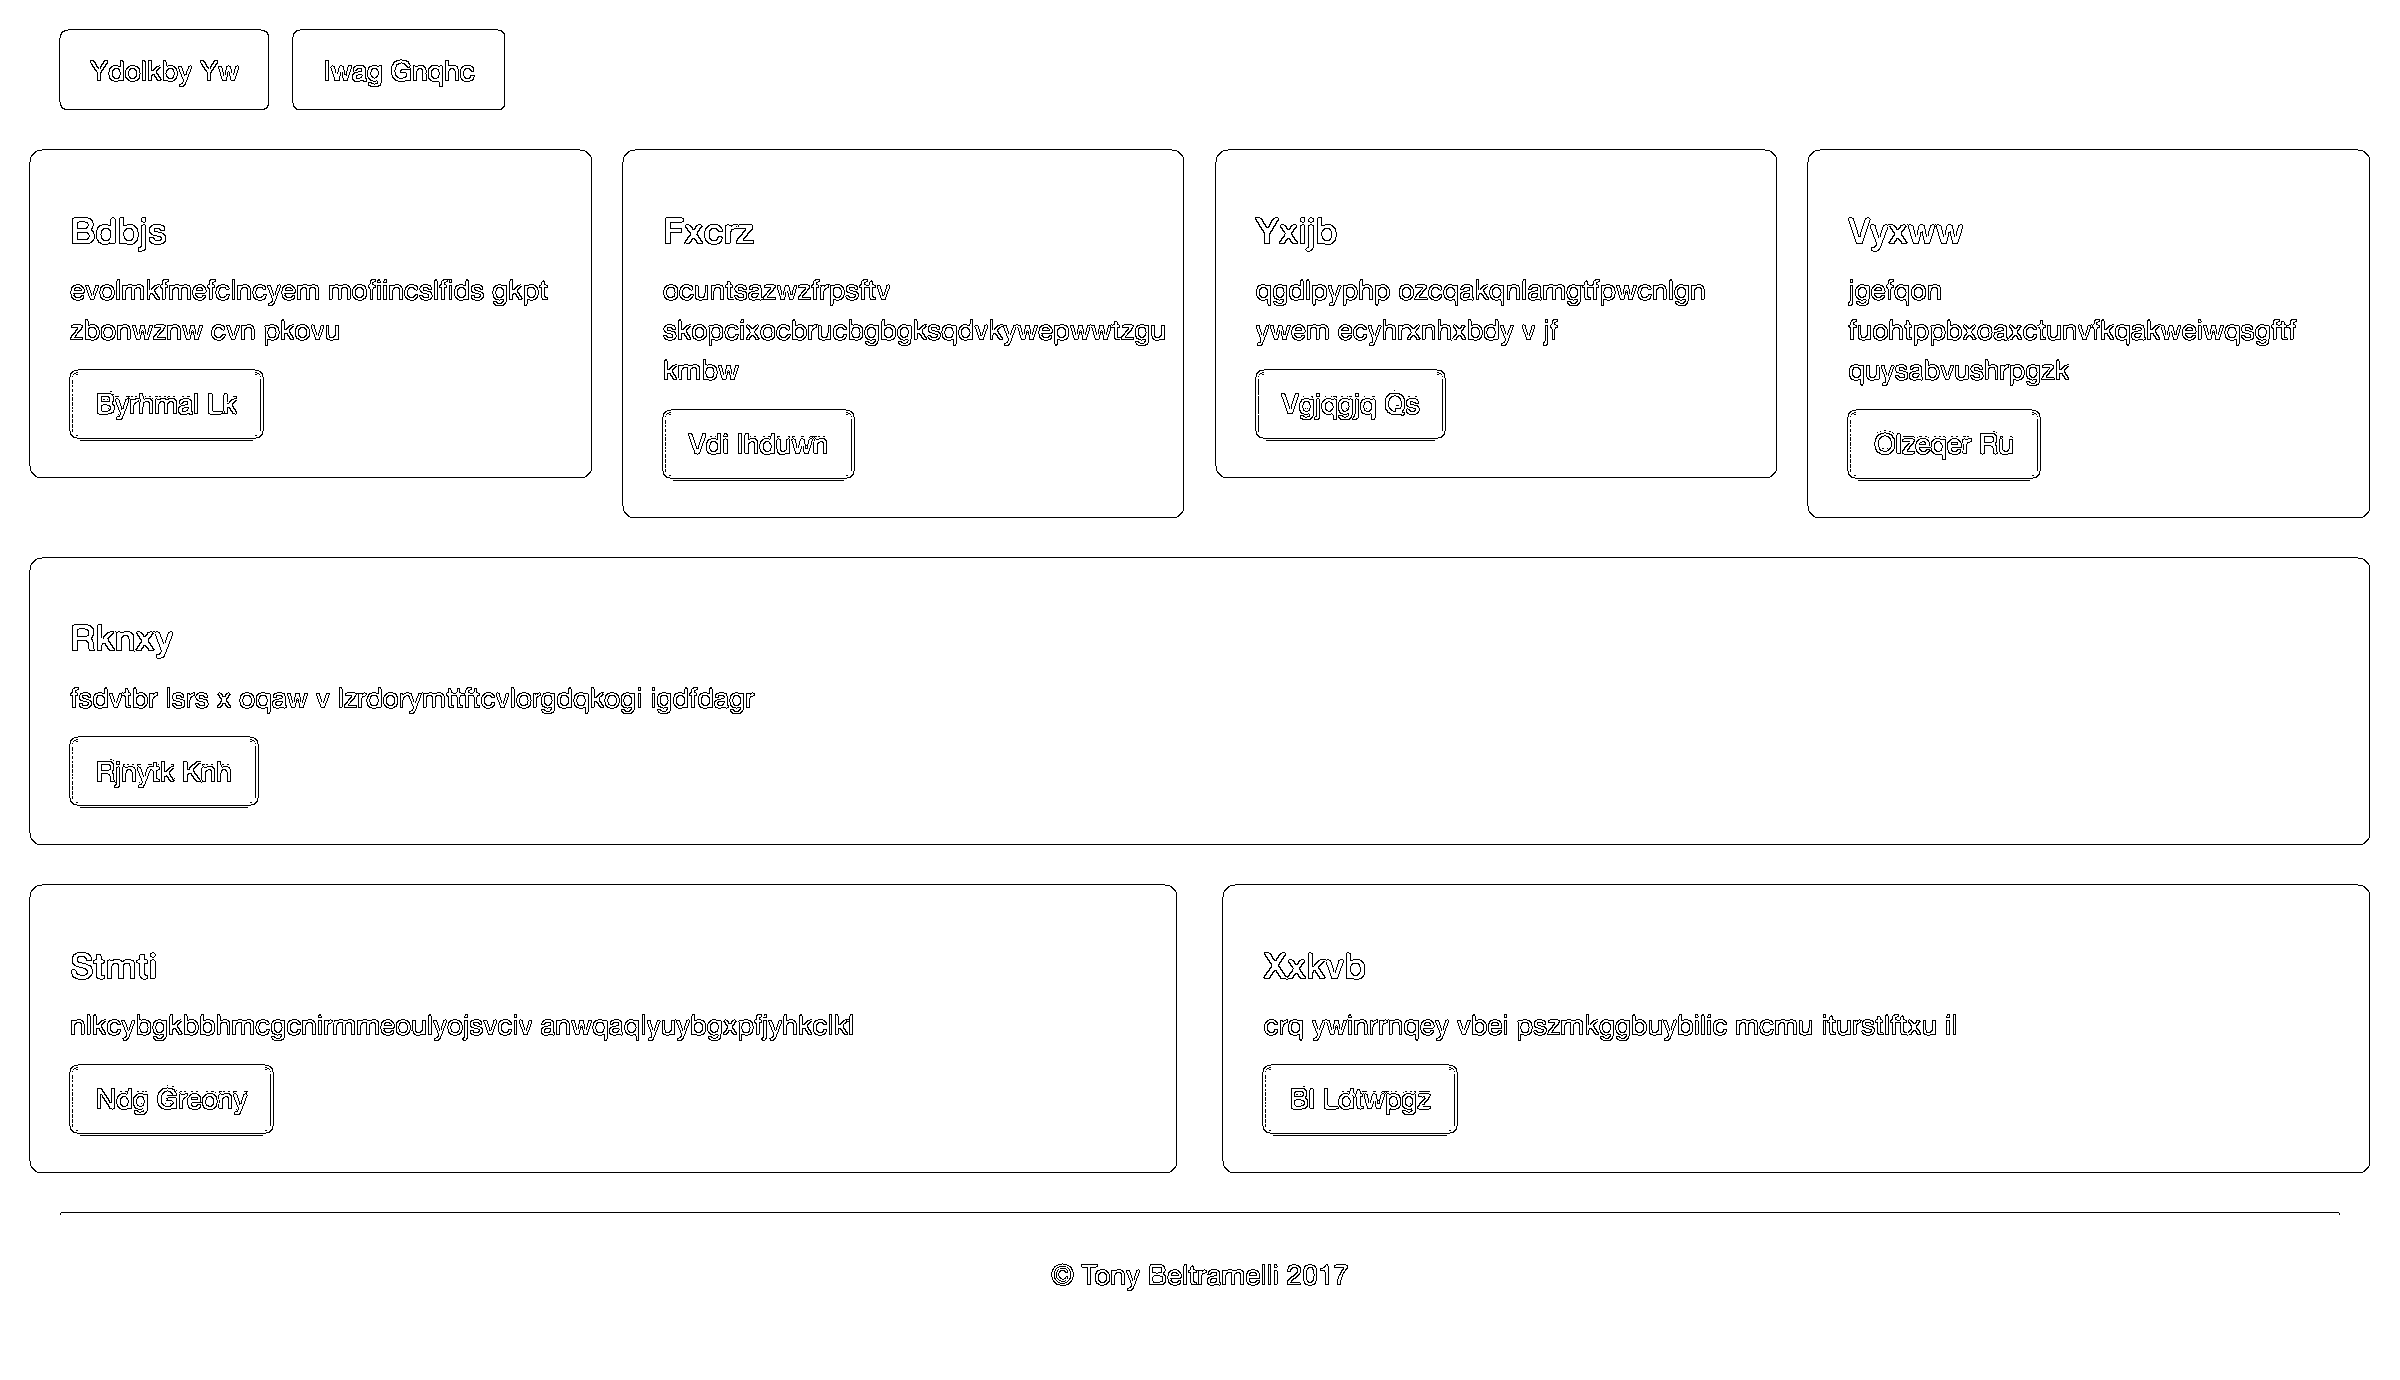 Ydolkby Yw
Iwag Gnqhc
Bdbjs
evolmkfmefclncyem mofiincslfids gkpt
zbonwznw cvn pkovu
Byrhmal Lk
Fxcrz
ocuntsazwzfrpsftv
skopcixocbrucbgbgksqdvkywepwwtzgu
kmbw
Vdi Ihduwn
Yxijb
qgdlpyphp ozcqakqnlamgtfpwcnlgn
ywem ecyhrxnhxbdy v jf
Vgjqgjq Qs
Vyxww
jgefqon
fuohtppbxoaxctunvfkqakweiwqsgftf
quysabvushrpgzk
Olzeqer Ru
Rknxy
fsdvtbr lsrs x oqaw v lzrdorymttftcvlorgdqkogi igdfdagr
Rjnytk Knh
Stmti
nlkcybgkbbhmcgcnirmmeoulyojsvciv anwqaqlyuybgxpfjyhkclkl
Ndg Greony
Xxkvb
crq ywinrrnqey vbei pszmkggbuybilic mcmu iturstlftxu il
Bl Ldtwpgz
© Tony Beltramelli 2017